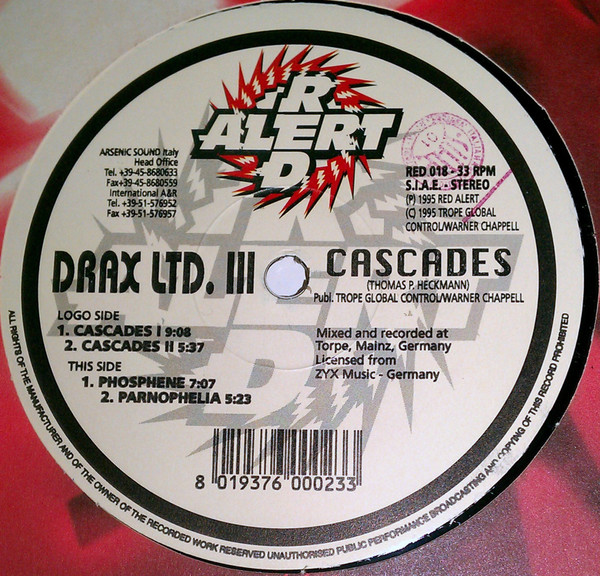 RED
ALERT
ARSENIC SOUND Italy
Head Office
Tel. +39-45-8680633
Fax+39-45-8680559
International A&R
Tel. +39-51-576952
Fax +39-51-576957
RED 018 - 33 RPM
S.I.A.E. - STEREO
(P) 1995 RED ALERT
(C) 1995 TROPE GLOBAL
CONTROL/WARNER CHAPPELL
DRAX LTD. III
CASCADES
(THOMAS P. HECKMANN)
Publ. TROPE GLOBAL CONTROL/WARNER CHAPPELL
LOGO SIDE
1. CASCADES I 9:08
2. CASCADES II 5:37
THIS SIDE
1. PHOSPHENE 7:07
2. PARNOPHELIA 5:23
Mixed and recorded at
Torpe, Mainz, Germany
Licensed from
ZYX Music - Germany
8 019376 000233
ALL RIGHTS OF THE MANUFACTURER AND OF THE OWNER OF THE RECORDED WORK RESERVED UNAUTHORISED PUBLIC PERFORMANCE BROADCASTING AND COPYING OF THIS RECORD PROHIBITED